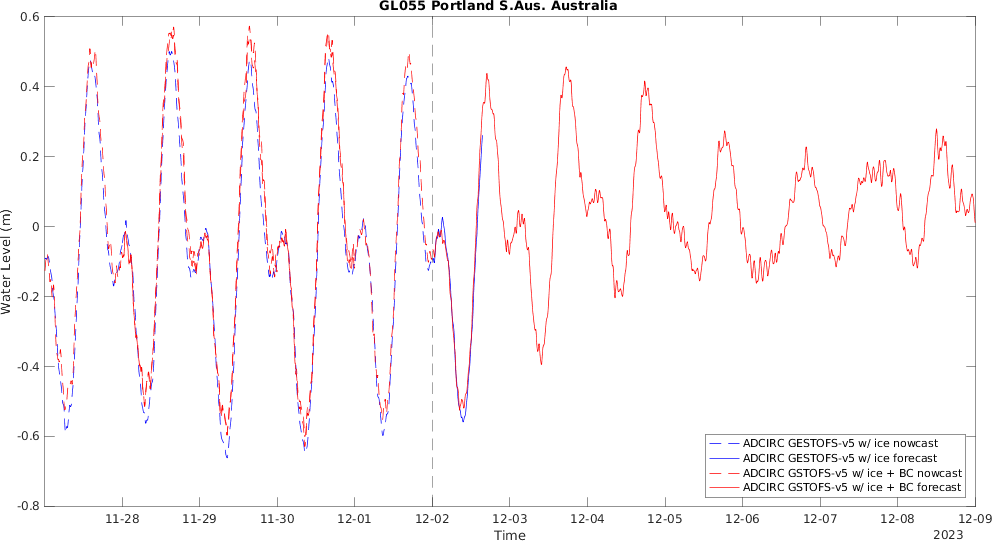 GL055 Portland S.Aus. Australia
0.6
0.4
0.2
0
-0.2
-0.4
-0.6
-0.8
Water Level (m)
ADCIRC GESTOFS-v5 w/ ice nowcast
ADCIRC GESTOFS-v5 w/ ice forecast
ADCIRC GSTOFS-v5 w/ ice + BC nowcast
ADCIRC GSTOFS-v5 w/ ice + BC forecast
11-28 11-29 11-30 12-01 12-02 12-03 12-04 12-05 12-06 12-07 12-08 12-09
Time
2023